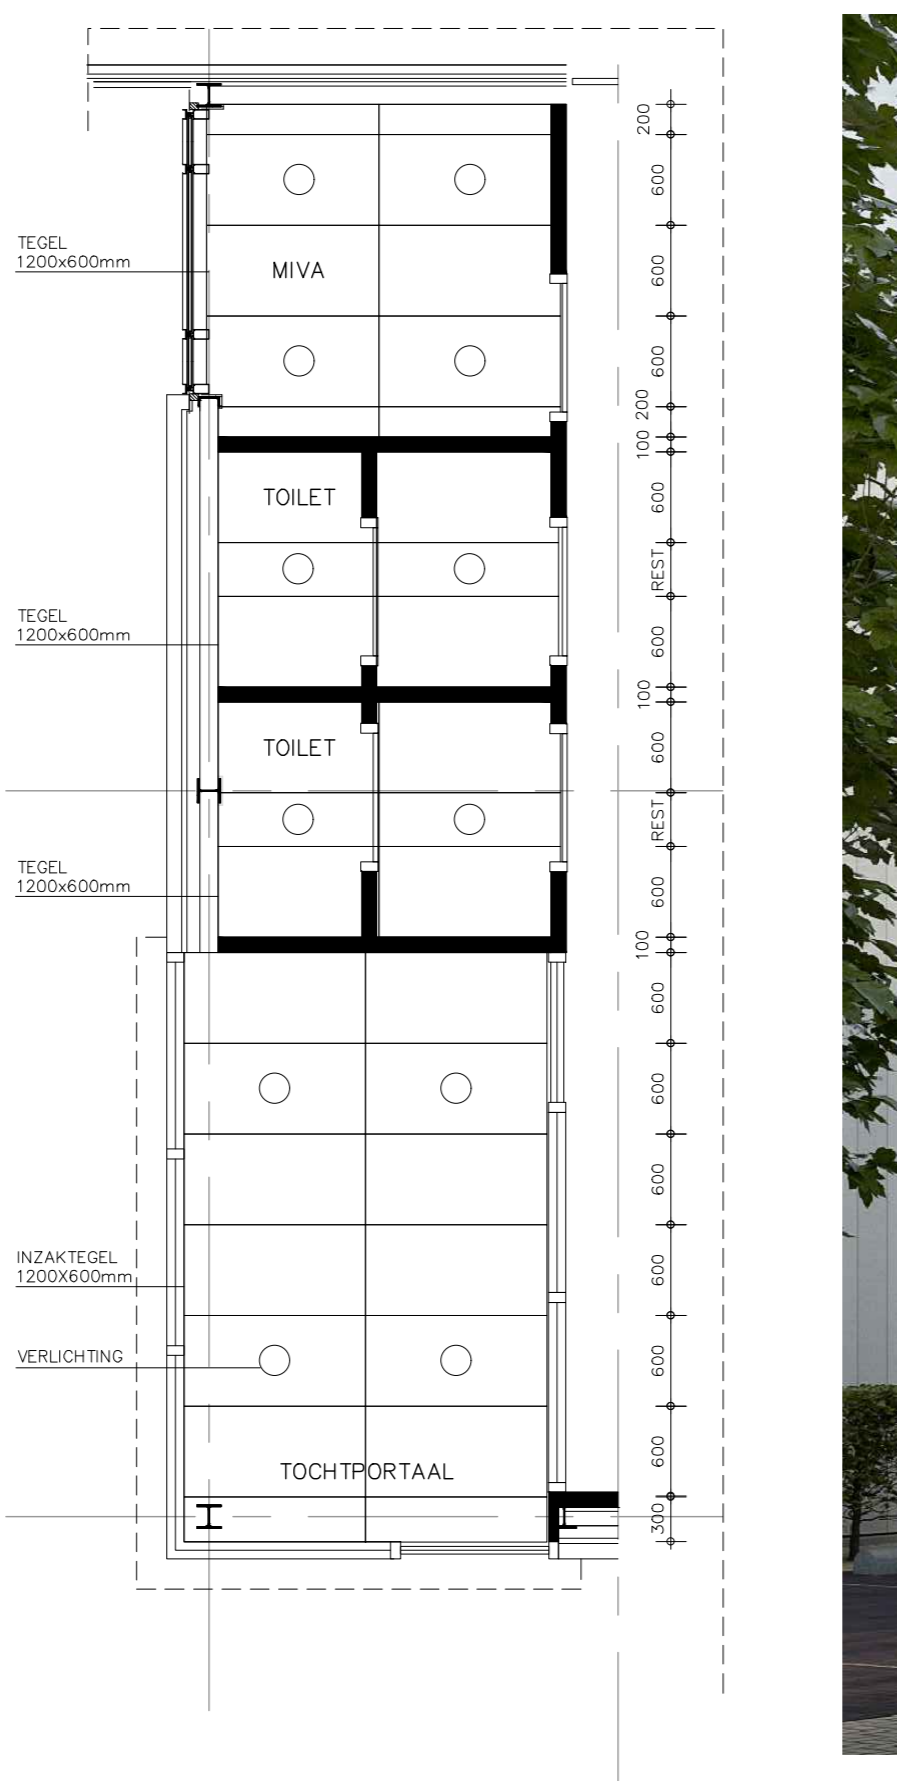 200
600
TEGEL
1200x600mm
MIVA
600
600
200
100
TOILET
600
REST
TEGEL
1200x600mm
600
100
TOILET
600
REST
TEGEL
1200x600mm
600
100
600
600
600
INZAKTEGEL
1200X600mm
600
VERLICHTING
600
600
TOCHTPORTAAL
300